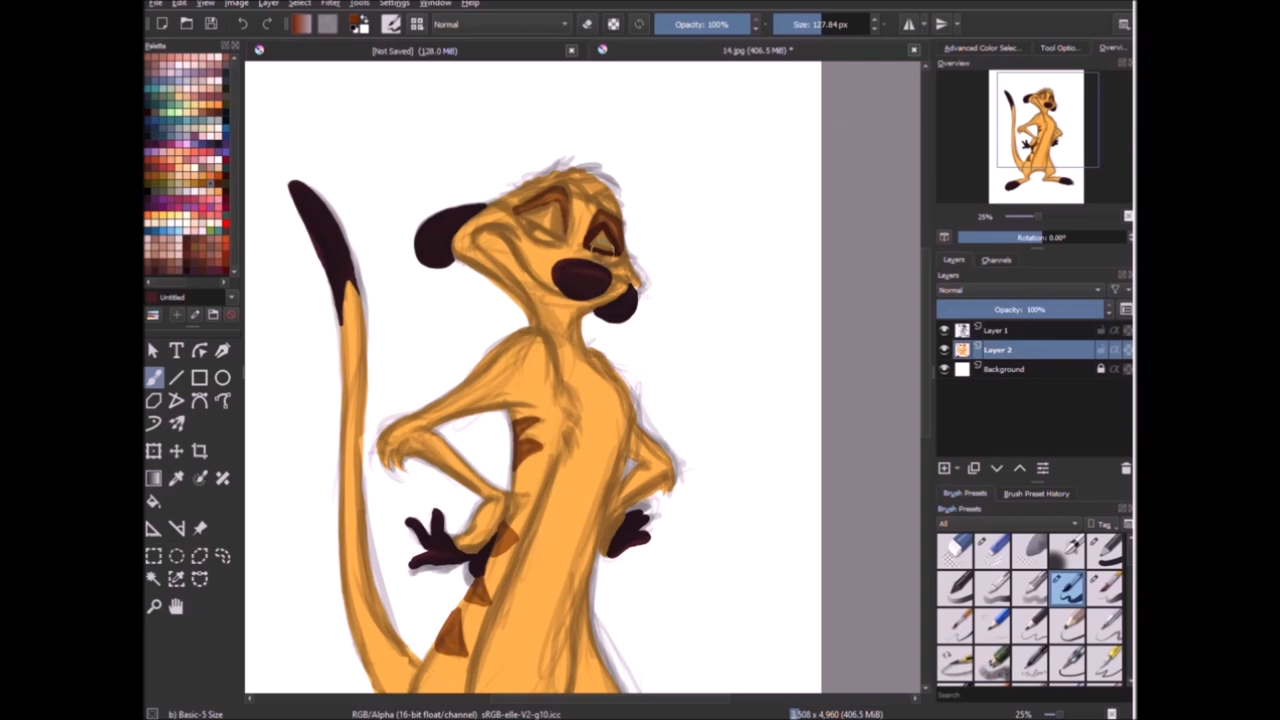 File Edit View Image Layer Select Filter Tools Settings Window Help
Normal Opacity: 100% Size: 127.84 px
Palette [Not Saved] (128.0 MiB) 14.jpg (406.5 MiB) * Advanced Color Selec... Tool Optio... Overvi...
Overview
25%
Rotation: 0.00°
Layers Channels
Layers
Normal
Untitled
Opacity: 100%
Layer 1
Layer 2
Background
Brush Presets Brush Preset History
Brush Presets
All Tag
Search
b) Basic-5 Size RGB/Alpha (16-bit float/channel) sRGB-elle-V2-g10.icc 3,508 x 4,960 (406.5 MiB) 25%